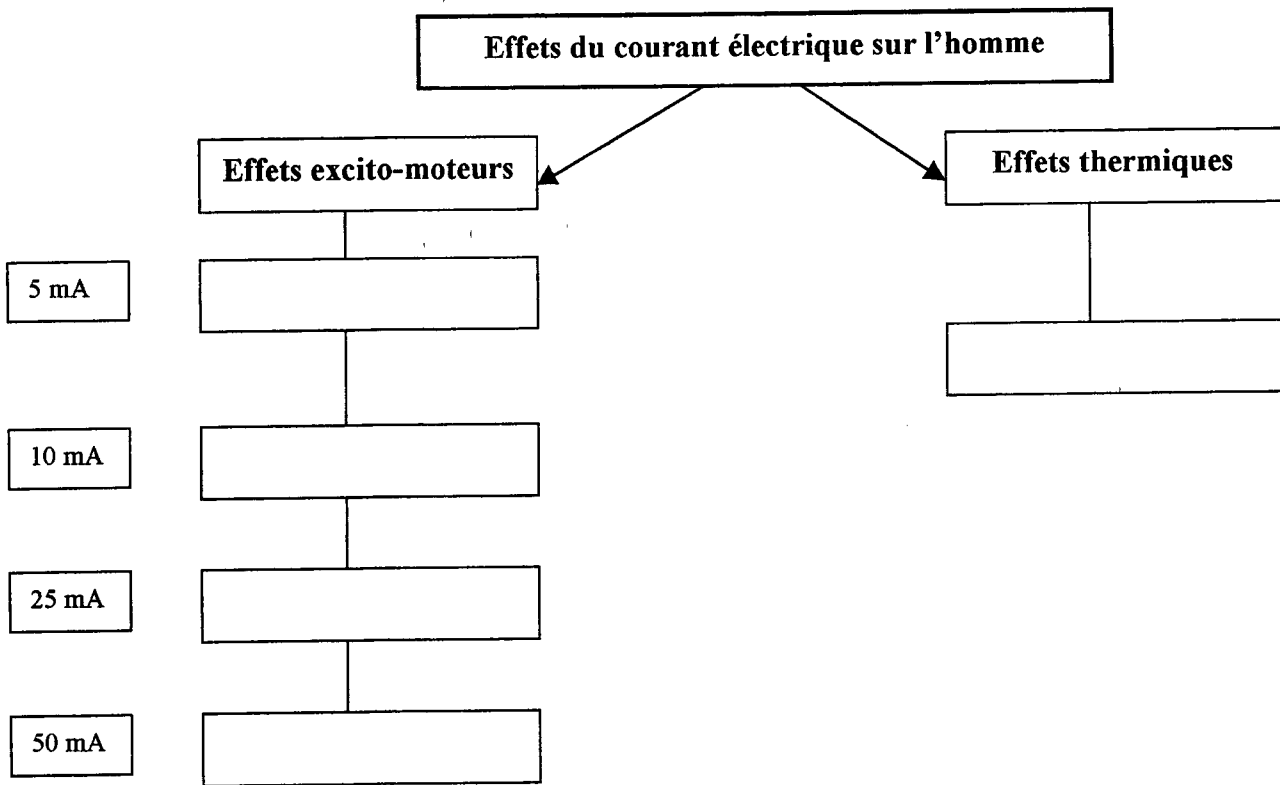 Effets du courant électrique sur l'homme
Effets excito-moteurs
Effets thermiques
5 mA
10 mA
25 mA
50 mA